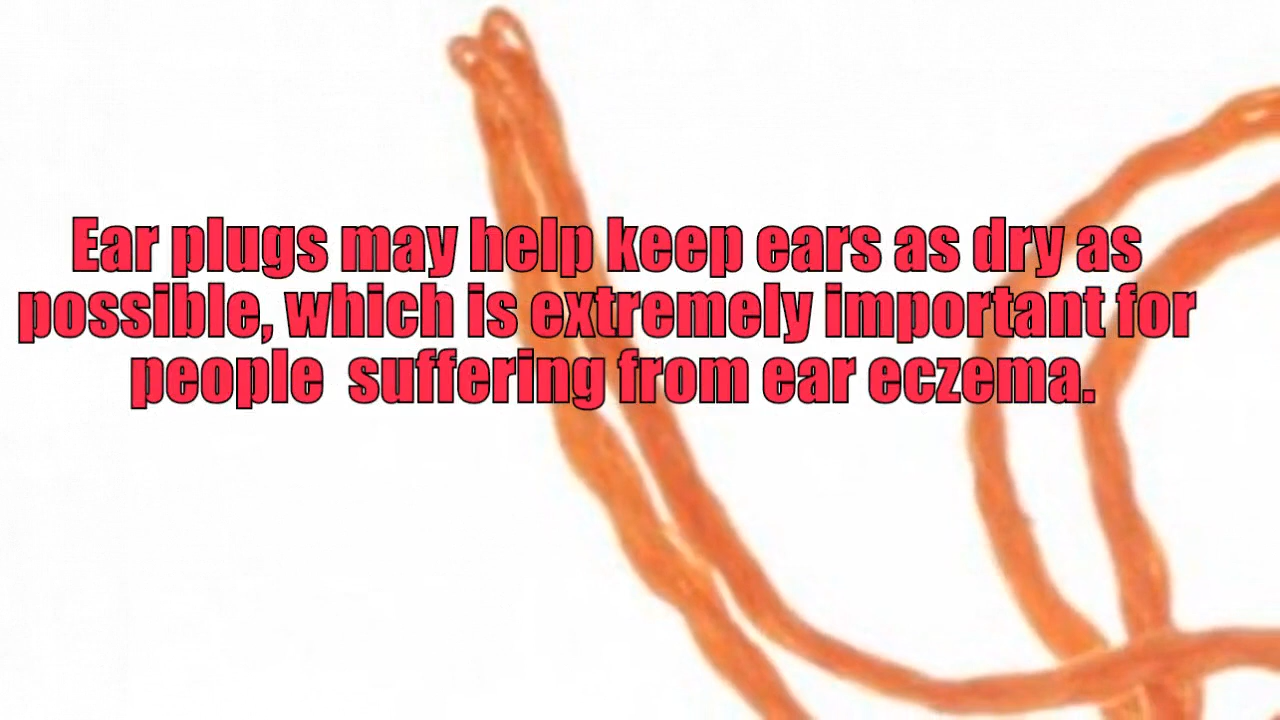 Ear plugs may help keep ears as dry as
possible, which is extremely important for
people  suffering from ear eczema.